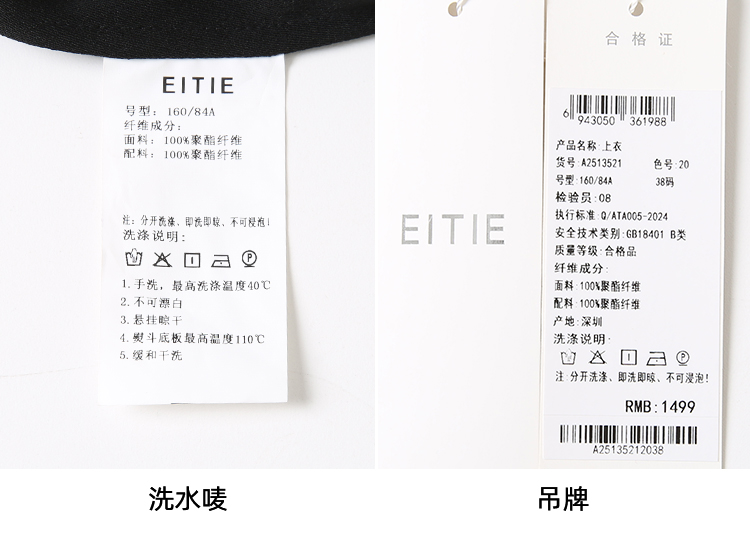 EITIE
号型: 160/84A
纤维成分:
面料: 100%聚酯纤维
配料: 100%聚酯纤维
注: 分开洗涤、即洗即晾、不可浸泡!
洗涤说明:
1.手洗,最高洗涤温度40℃
2.不可漂白
3.悬挂晾干
4.熨斗底板最高温度110℃
5.缓和干洗
洗水唛
EITIE
合格证
6 943050 361988
产品名称:上衣
货号:A2513521 色号:20
号型:160/84A 38码
检验员:08
执行标准:Q/ATA005-2024
安全技术类别:GB18401 B类
质量等级:合格品
纤维成分:
面料:100%聚酯纤维
配料:100%聚酯纤维
产地:深圳
洗涤说明:
注:分开洗涤、即洗即晾、不可浸泡!
RMB:1499
A25135212038
吊牌